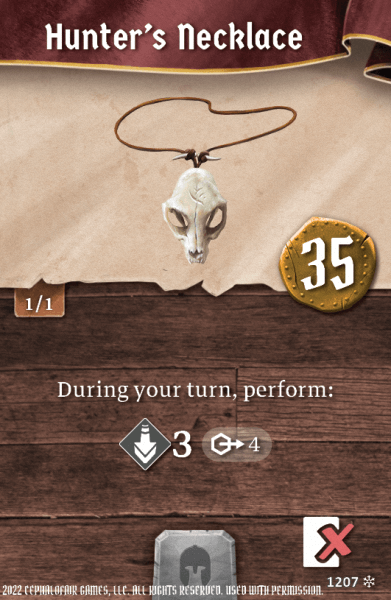 Hunter's Necklace
35
1/1
During your turn, perform:
3 4
1207
2022 Cephalofair Games, LLC. All rights reserved. Used with permission.